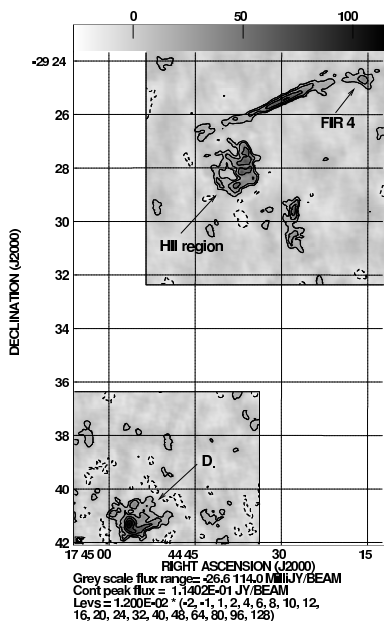 0 50 100
-29 24
26
FIR 4
28
HII region
30
32
DECLINATION (J2000)
34
36
38
D
40
42
17 45 00 44 45 30 15
RIGHT ASCENSION (J2000)
Grey scale flux range= -26.6 114.0 MilliJY/BEAM
Cont peak flux = 1.1402E-01 JY/BEAM
Levs = 1.200E-02 * (-2, -1, 1, 2, 4, 6, 8, 10, 12,
16, 20, 24, 32, 40, 48, 64, 80, 96, 128)